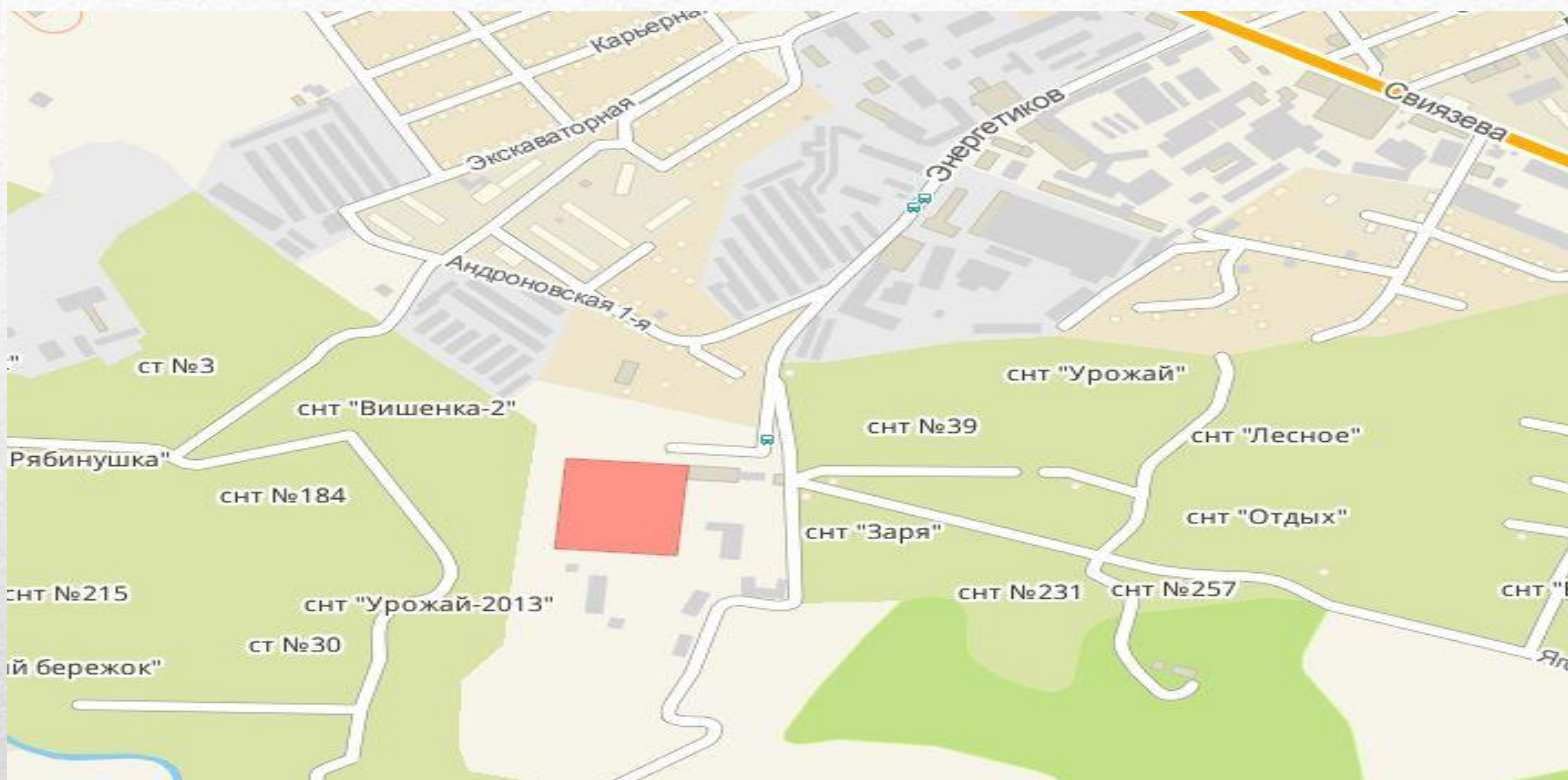 Карьерная
Свиязева
Экскаваторная
Энергетиков
Андроновская 1-я
ст №3
снт "Урожай"
снт "Вишенка-2"
снт №39
снт "Лесное"
Рябинушка"
снт №184
снт "Отдых"
снт "Заря"
снт №215
снт №231
снт №257
снт "Урожай-2013"
ст №30
й бережок"